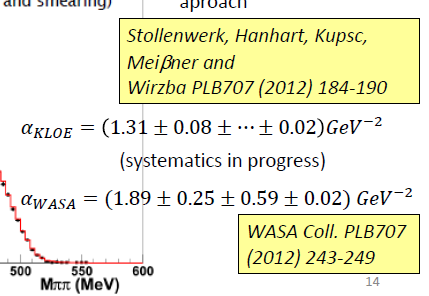 and smearing)
aproach
Stollenwerk, Hanhart, Kupsc,
Meiβner and
Wirzba PLB707 (2012) 184-190
α_KLOE = (1.31 ± 0.08 ± ⋯ ± 0.02)GeV⁻²
(systematics in progress)
α_WASA = (1.89 ± 0.25 ± 0.59 ± 0.02) GeV⁻²
WASA Coll. PLB707
(2012) 243-249
500 550 600
Mππ (MeV)
14